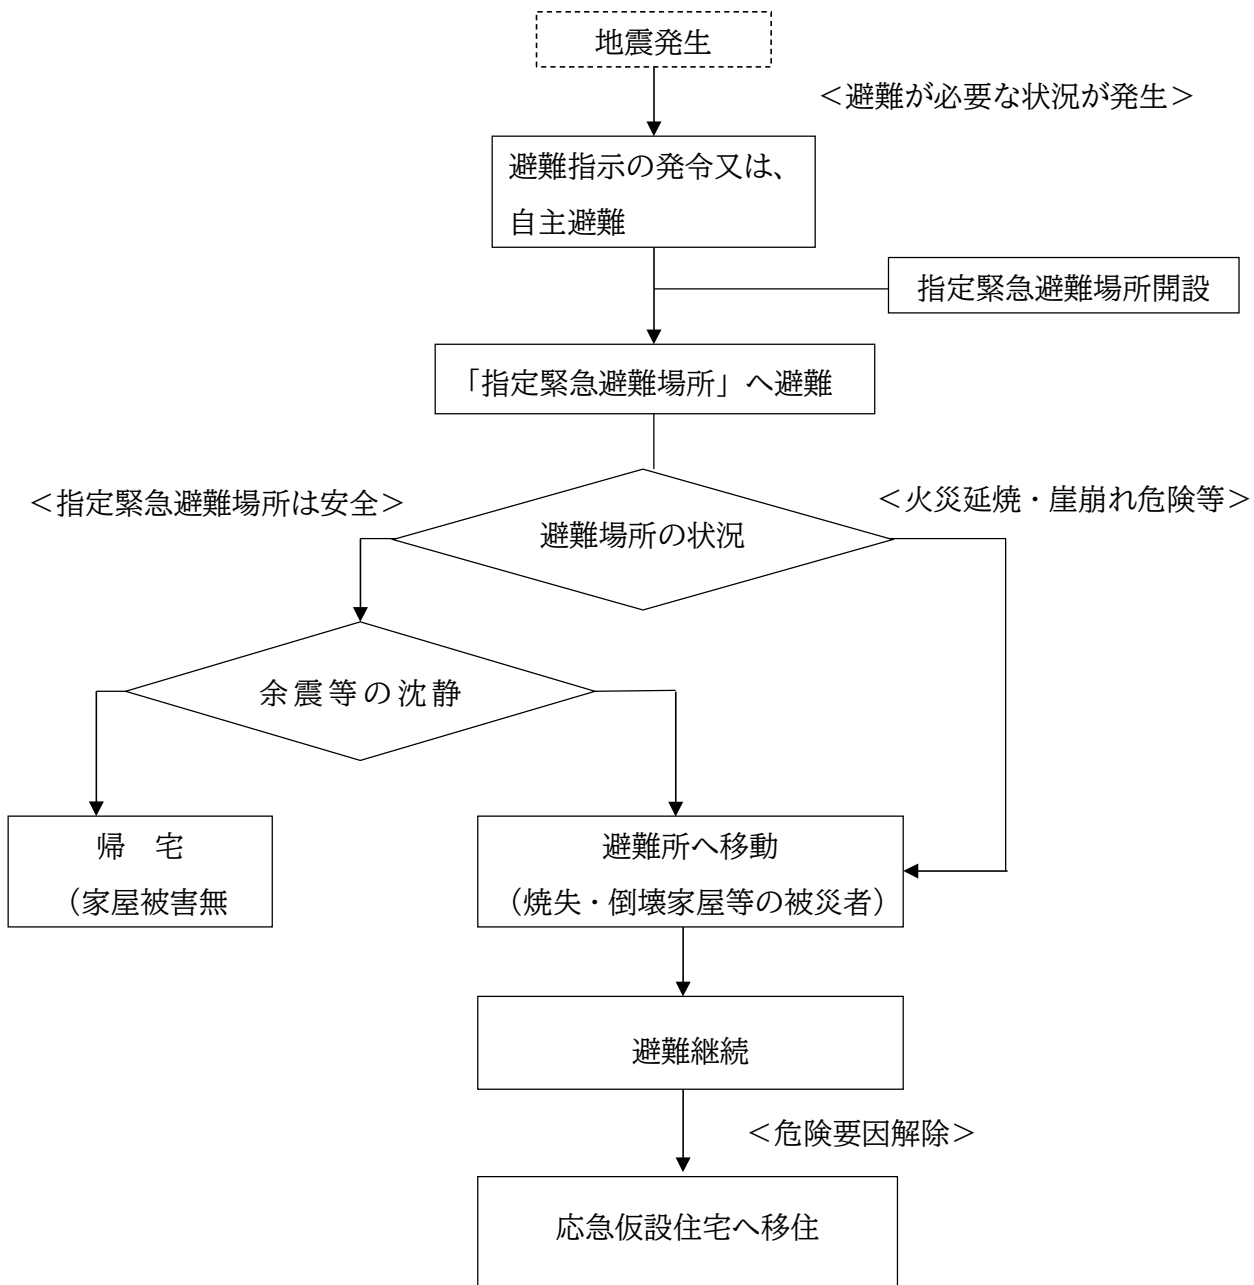 地震発生
＜避難が必要な状況が発生＞
避難指示の発令又は、
自主避難
指定緊急避難場所開設
「指定緊急避難場所」へ避難
＜指定緊急避難場所は安全＞
＜火災延焼・崖崩れ危険等＞
避難場所の状況
余震等の沈静
帰　宅
（家屋被害無
避難所へ移動
（焼失・倒壊家屋等の被災者）
避難継続
＜危険要因解除＞
応急仮設住宅へ移住